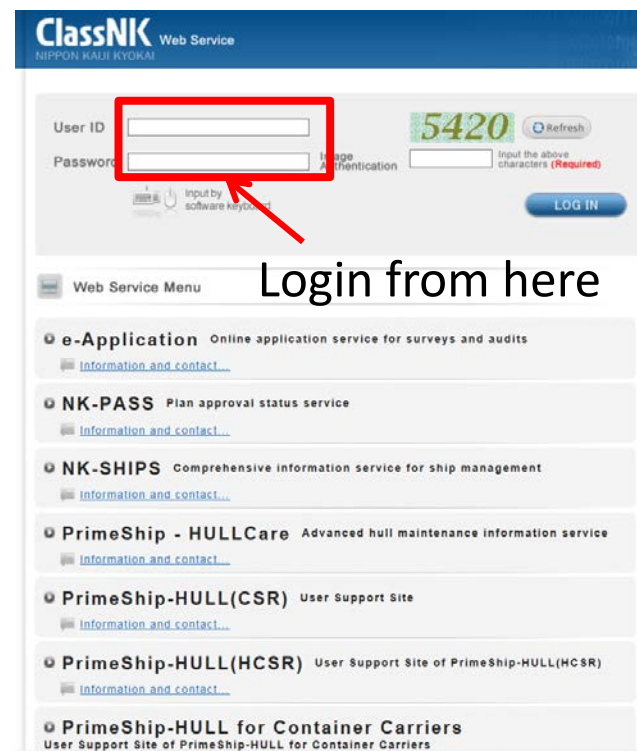 ClassNK Web Service
NIPPON KAIJI KYOKAI
User ID
5420 Refresh
Password
Image Authentication
Input the above characters (Required)
Input by software keyboard
LOG IN
Login from here
Web Service Menu
e-Application Online application service for surveys and audits
Information and contact...
NK-PASS Plan approval status service
Information and contact...
NK-SHIPS Comprehensive information service for ship management
Information and contact...
PrimeShip - HULLCare Advanced hull maintenance information service
Information and contact...
PrimeShip-HULL(CSR) User Support Site
Information and contact...
PrimeShip-HULL(HCSR) User Support Site of PrimeShip-HULL(HCSR)
Information and contact...
PrimeShip-HULL for Container Carriers
User Support Site of PrimeShip-HULL for Container Carriers